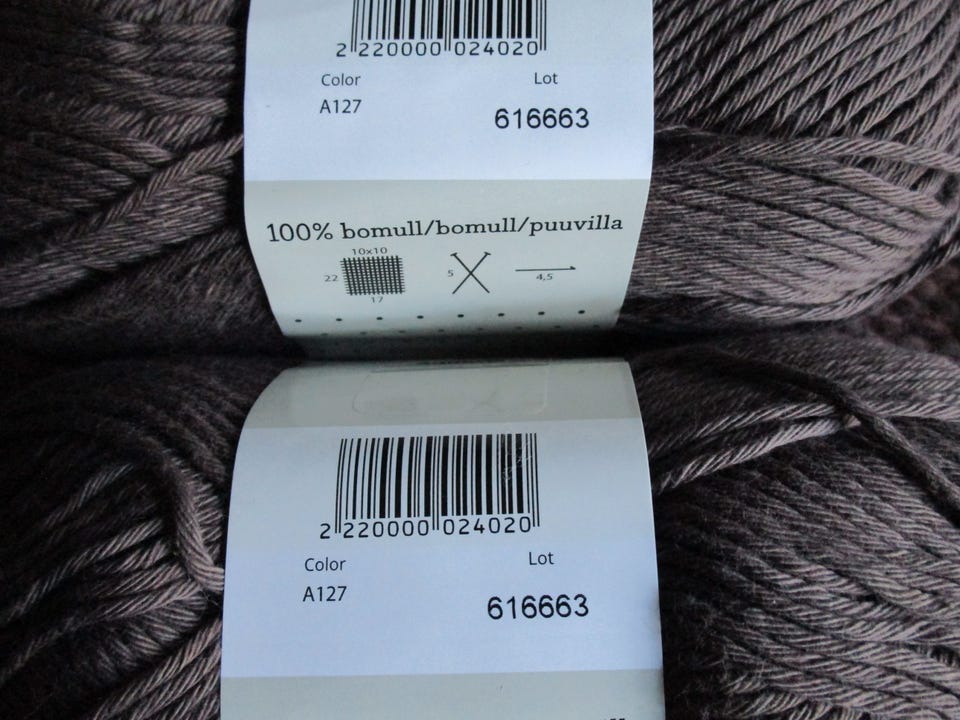 2 220000 024020
Color Lot
A127 616663
100% bomull/bomull/puuvilla
10x10
22
17
5
4,5
2 220000 024020
Color Lot
A127 616663